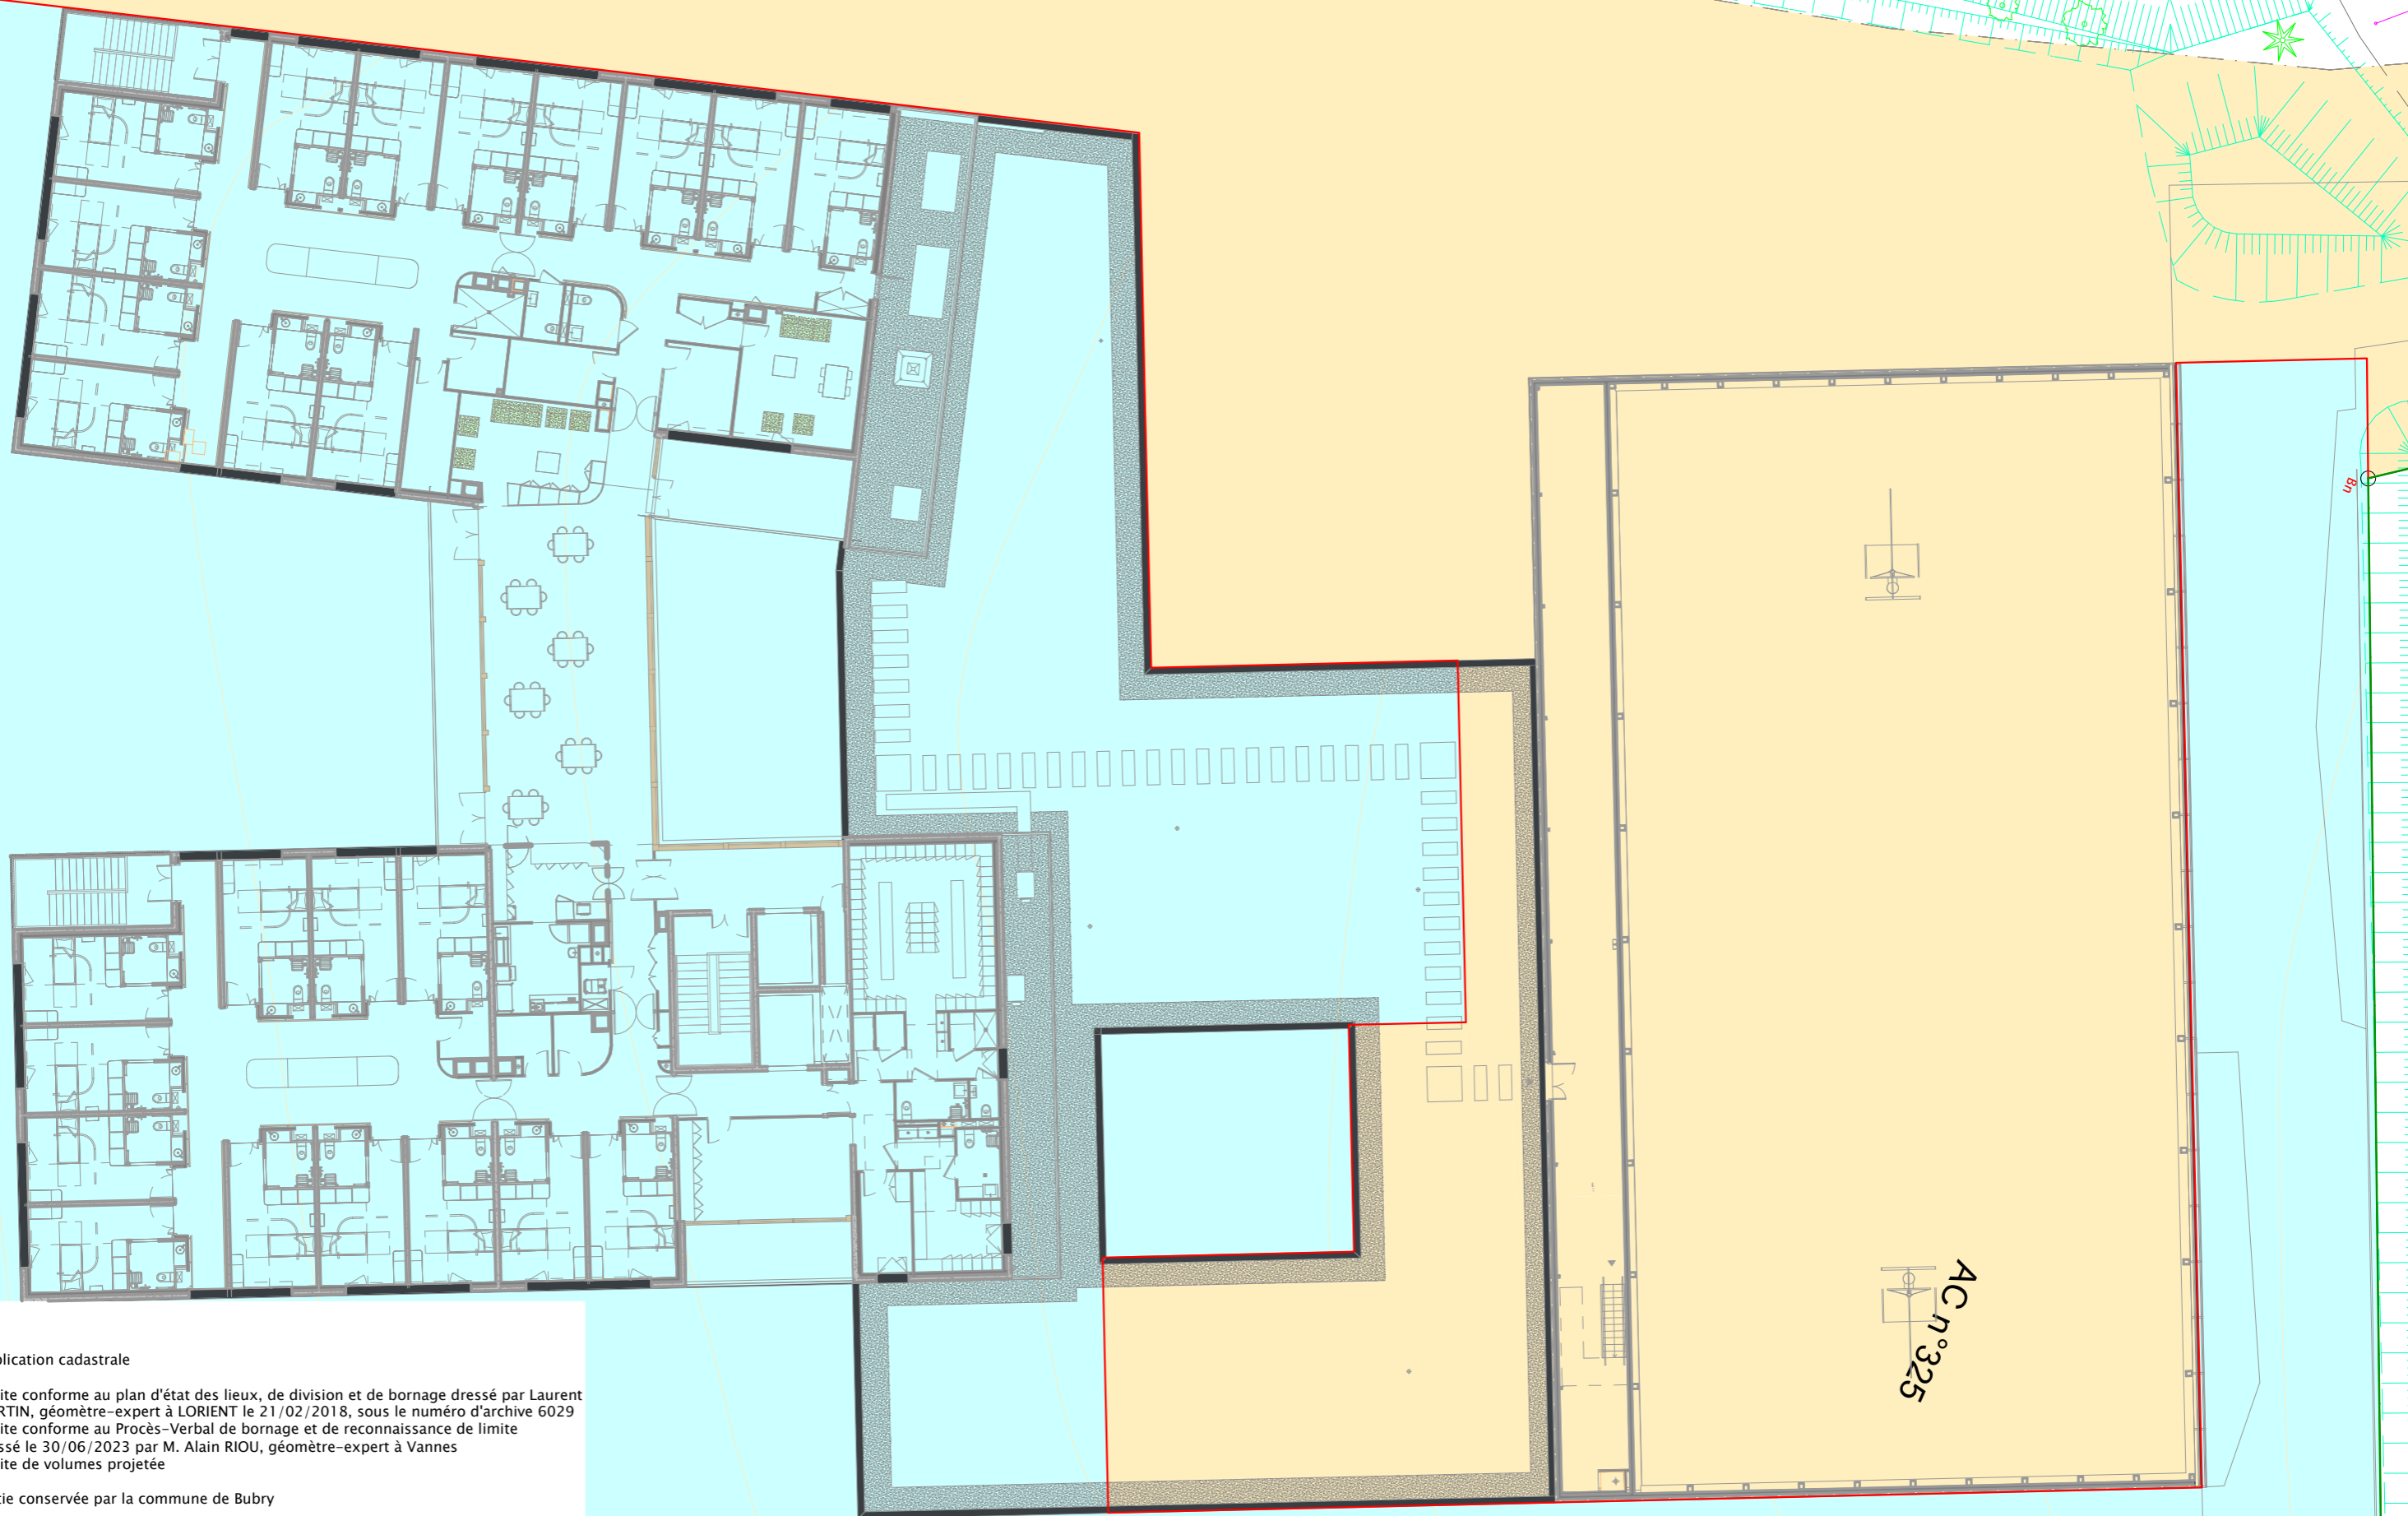 Bn
AC n°325
plication cadastrale
ite conforme au plan d'état des lieux, de division et de bornage dressé par Laurent
RTIN, géomètre-expert à LORIENT le 21/02/2018, sous le numéro d'archive 6029
ite conforme au Procès-Verbal de bornage et de reconnaissance de limite
ssé le 30/06/2023 par M. Alain RIOU, géomètre-expert à Vannes
ite de volumes projetée
tie conservée par la commune de Bubry